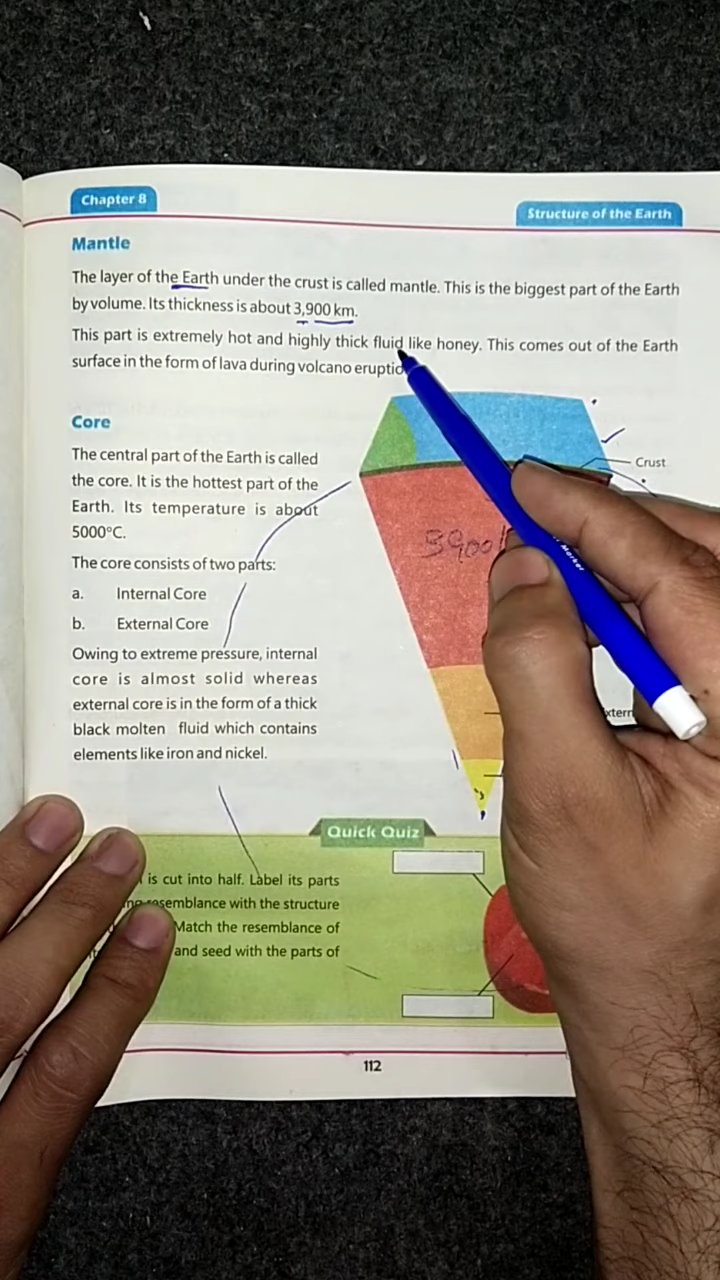 Chapter 8
Structure of the Earth
Mantle
The layer of the Earth under the crust is called mantle. This is the biggest part of the Earth
by volume. Its thickness is about 3,900 km.
This part is extremely hot and highly thick fluid like honey. This comes out of the Earth
surface in the form of lava during volcano eruptio
Core
The central part of the Earth is called
the core. It is the hottest part of the
Earth. Its temperature is about
5000°C.
The core consists of two parts:
a. Internal Core
b. External Core
Owing to extreme pressure, internal
core is almost solid whereas
external core is in the form of a thick
black molten fluid which contains
elements like iron and nickel.
Crust
3900
Marker
Extern
Quick Quiz
is cut into half. Label its parts
resemblance with the structure
Match the resemblance of
and seed with the parts of
112